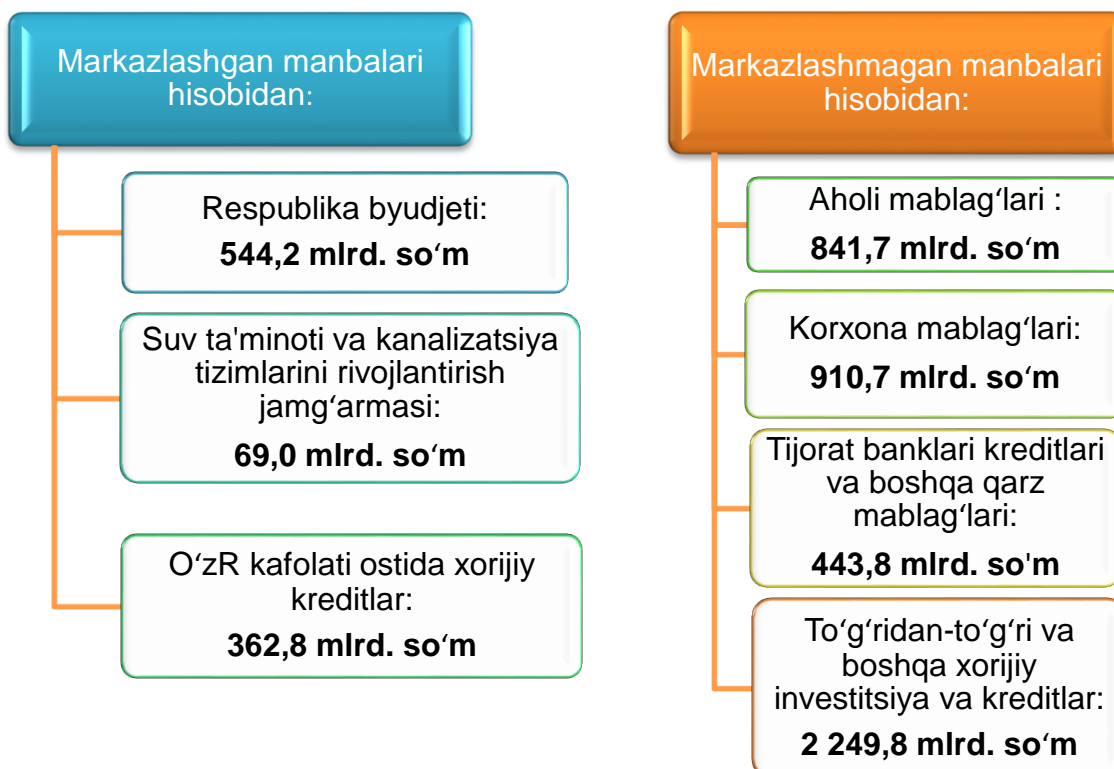 Markazlashgan manbalari
hisobidan:
Respublika byudjeti:
544,2 mlrd. so‘m
Suv ta'minoti va kanalizatsiya
tizimlarini rivojlantirish
jamg‘armasi:
69,0 mlrd. so‘m
O‘zR kafolati ostida xorijiy
kreditlar:
362,8 mlrd. so‘m
Markazlashmagan manbalari
hisobidan:
Aholi mablag‘lari :
841,7 mlrd. so‘m
Korxona mablag‘lari:
910,7 mlrd. so‘m
Tijorat banklari kreditlari
va boshqa qarz
mablag‘lari:
443,8 mlrd. so'm
To‘g‘ridan-to‘g‘ri va
boshqa xorijiy
investitsiya va kreditlar:
2 249,8 mlrd. so‘m